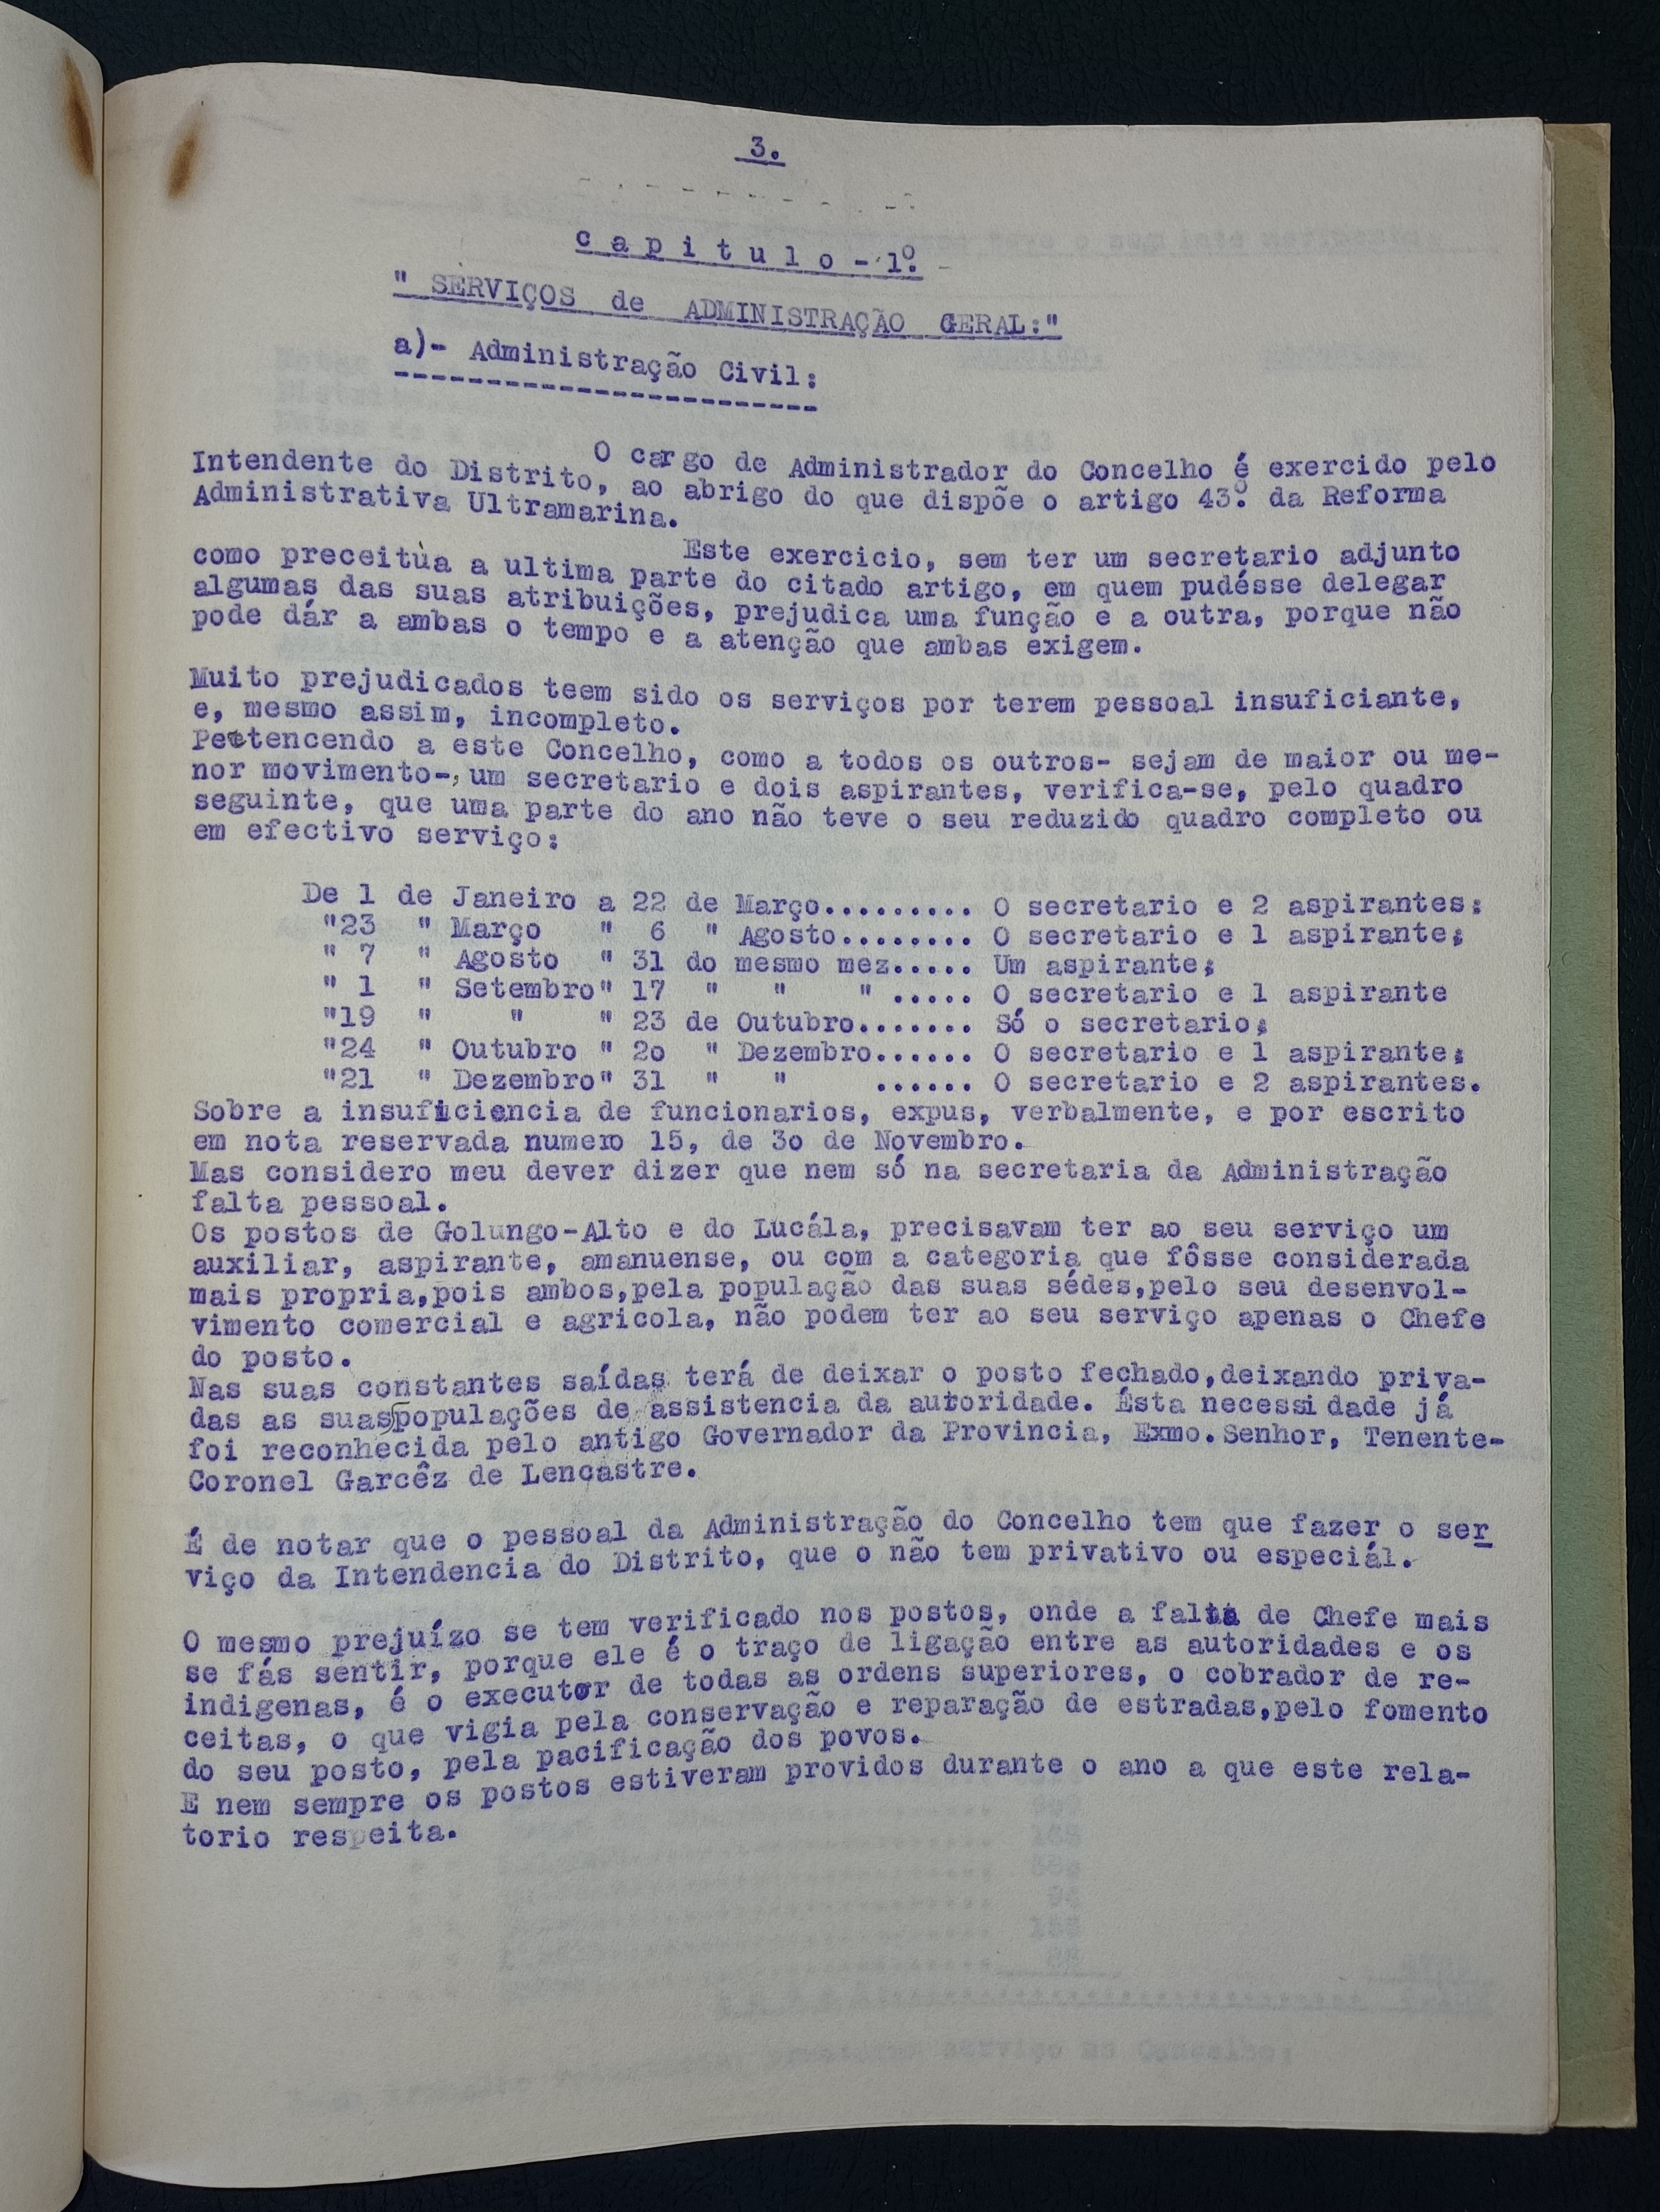 3.
c a p i t u l o - 1º.
" SERVIÇOS de ADMINISTRAÇÃO GERAL:"
a)- Administração Civil:
O cargo de Administrador do Concelho é exercido pelo
Intendente do Distrito, ao abrigo do que dispõe o artigo 43º. da Reforma
Administrativa Ultramarina.
Este exercicio, sem ter um secretario adjunto
como preceitùa a ultima parte do citado artigo, em quem pudésse delegar
algumas das suas atribuições, prejudica uma função e a outra, porque não
pode dár a ambas o tempo e a atenção que ambas exigem.
Muito prejudicados teem sido os serviços por terem pessoal insuficiante,
e, mesmo assim, incompleto.
Pettencendo a este Concelho, como a todos os outros- sejam de maior ou me-
nor movimento-, um secretario e dois aspirantes, verifica-se, pelo quadro
seguinte, que uma parte do ano não teve o seu reduzido quadro completo ou
em efectivo serviço:
De 1 de Janeiro a 22 de Março.......... O secretario e 2 aspirantes;
"23 " Março " 6 " Agosto........ O secretario e 1 aspirante;
" 7 " Agosto " 31 do mesmo mez..... Um aspirante;
" 1 " Setembro" 17 " " " ..... O secretario e 1 aspirante
"19 " " " 23 de Outubro....... Só o secretario;
"24 " Outubro " 2o " Dezembro...... O secretario e 1 aspirante;
"21 " Dezembro" 31 " " ...... O secretario e 2 aspirantes.
Sobre a insuficiencia de funcionarios, expus, verbalmente, e por escrito
em nota reservada numero 15, de 3o de Novembro.
Mas considero meu dever dizer que nem só na secretaria da Administração
falta pessoal.
Os postos de Golungo-Alto e do Lucála, precisavam ter ao seu serviço um
auxiliar, aspirante, amanuense, ou com a categoria que fôsse considerada
mais propria,pois ambos,pela população das suas sédes,pelo seu desenvol-
vimento comercial e agricola, não podem ter ao seu serviço apenas o Chefe
do posto.
Nas suas constantes saídas terá de deixar o posto fechado,deixando priva-
das as suas populações de assistencia da autoridade. Ésta necessidade já
foi reconhecida pelo antigo Governador da Provincia, Exmo. Senhor, Tenente-
Coronel Garcêz de Lencastre.
É de notar que o pessoal da Administração do Concelho tem que fazer o ser
viço da Intendencia do Distrito, que o não tem privativo ou especiál.
O mesmo prejuízo se tem verificado nos postos, onde a falta de Chefe mais
se fás sentir, porque ele é o traço de ligação entre as autoridades e os
indigenas, é o executor de todas as ordens superiores, o cobrador de re-
ceitas, o que vigia pela conservação e reparação de estradas,pelo fomento
do seu posto, pela pacificação dos povos.
E nem sempre os postos estiveram providos durante o ano a que este rela-
torio respeita.